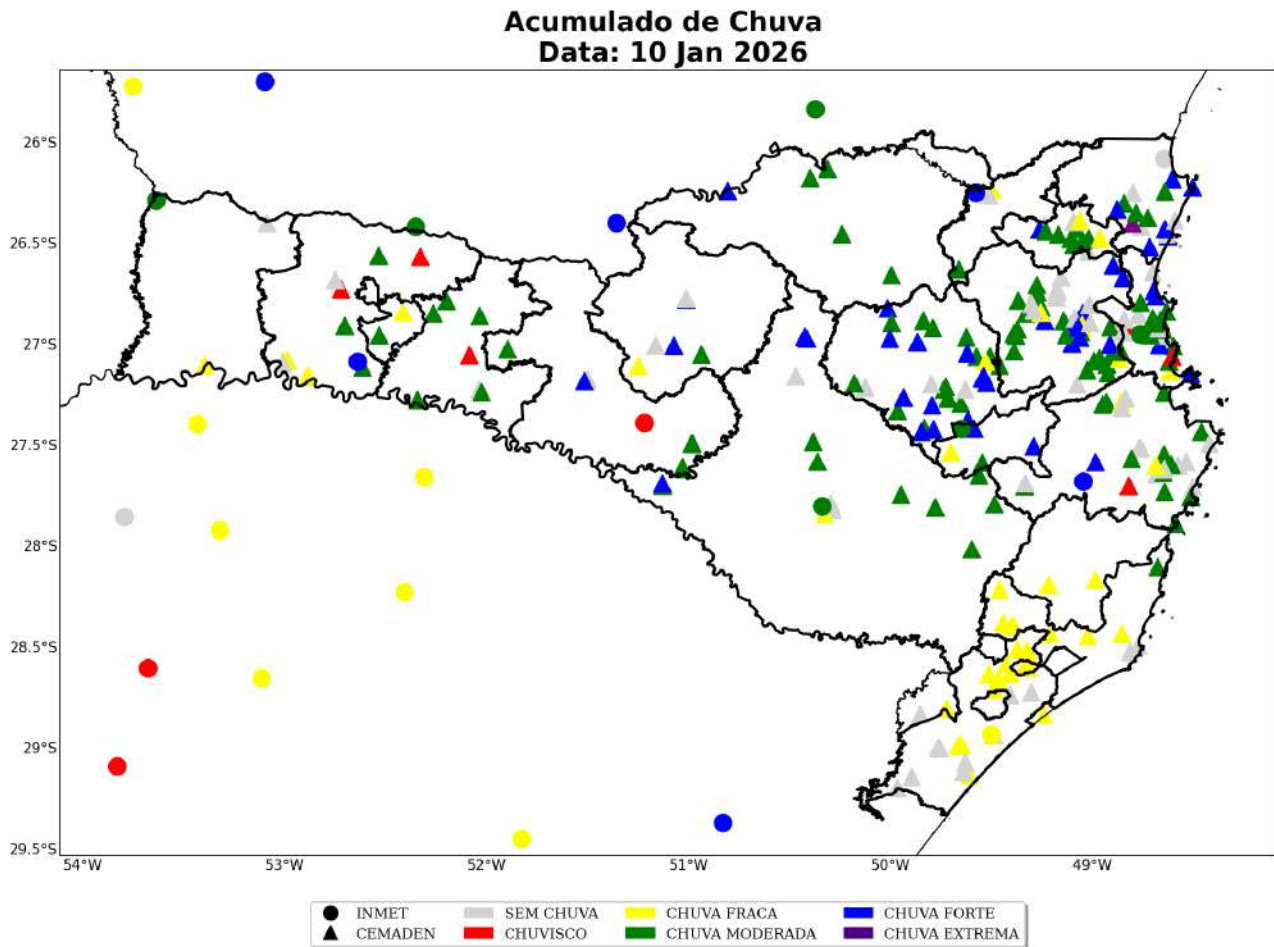 Acumulado de Chuva
Data: 10 Jan 2026
26°S
26.5°S
27°S
27.5°S
28°S
28.5°S
29°S
29.5°S
54°W
53°W
52°W
51°W
50°W
49°W
INMET
SEM CHUVA
CHUVA FRACA
CHUVA FORTE
CEMADEN
CHUVISCO
CHUVA MODERADA
CHUVA EXTREMA